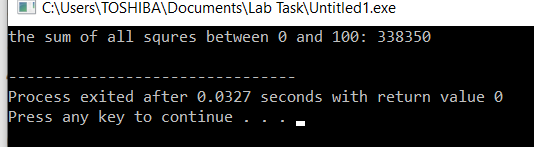 C:\Users\TOSHIBA\Documents\Lab Task\Untitled1.exe
the sum of all squres between 0 and 100: 338350
--------------------------------
Process exited after 0.0327 seconds with return value 0
Press any key to continue . . .